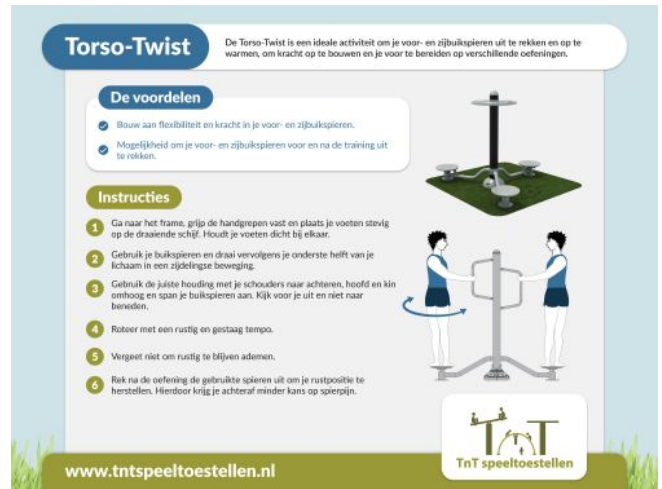 Torso-Twist
De Torso-Twist is een ideale activiteit om je voor- en zijbuikspieren uit te rekken en op te
warmen, om kracht op te bouwen en je voor te bereiden op verschillende oefeningen.
De voordelen
Bouw aan flexibiliteit en kracht in je voor- en zijbuikspieren.
Mogelijkheid om je voor- en zijbuikspieren voor en na de training uit
te rekken.
Instructies
1 Ga naar het frame, grijp de handgrepen vast en plaats je voeten stevig
op de draaiende schijf. Houdt je voeten dicht bij elkaar.
2 Gebruik je buikspieren en draai vervolgens je onderste helft van je
lichaam in een zijdelingse beweging.
3 Gebruik de juiste houding met je schouders naar achteren, hoofd en kin
omhoog en span je buikspieren aan. Kijk voor je uit en niet naar
beneden.
4 Roteer met een rustig en gestaag tempo.
5 Vergeet niet om rustig te blijven ademen.
6 Rek na de oefening de gebruikte spieren uit om je rustpositie te
herstellen. Hierdoor krijg je achteraf minder kans op spierpijn.
TnT
TnT speeltoestellen
www.tntspeeltoestellen.nl